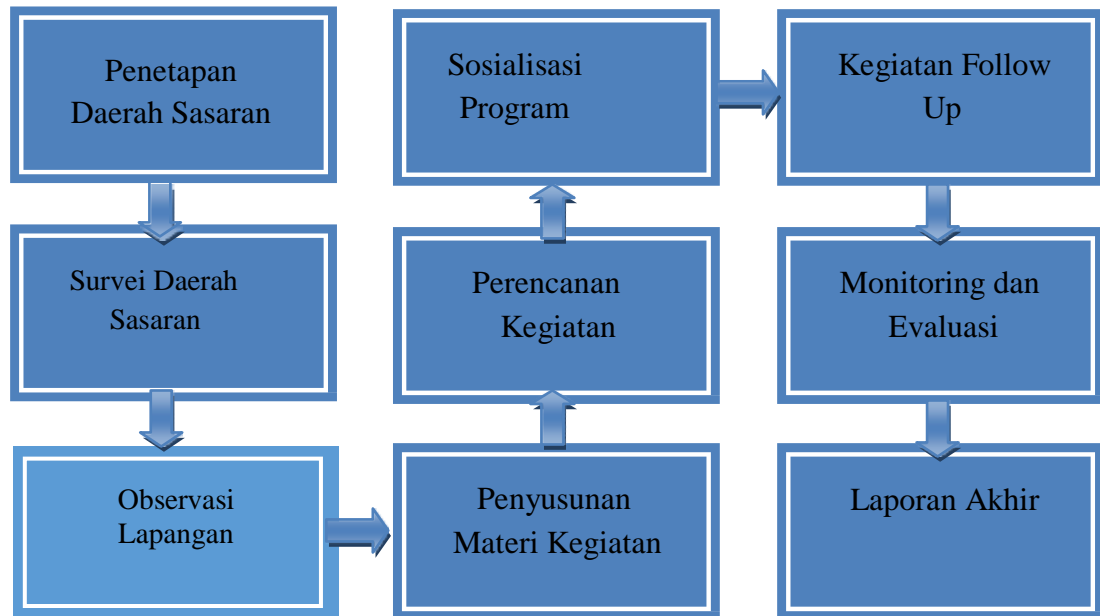 Penetapan
Daerah Sasaran
Survei Daerah
Sasaran
Observasi
Lapangan
Penyusunan
Materi Kegiatan
Perencanan
Kegiatan
Sosialisasi
Program
Kegiatan Follow
Up
Monitoring dan
Evaluasi
Laporan Akhir